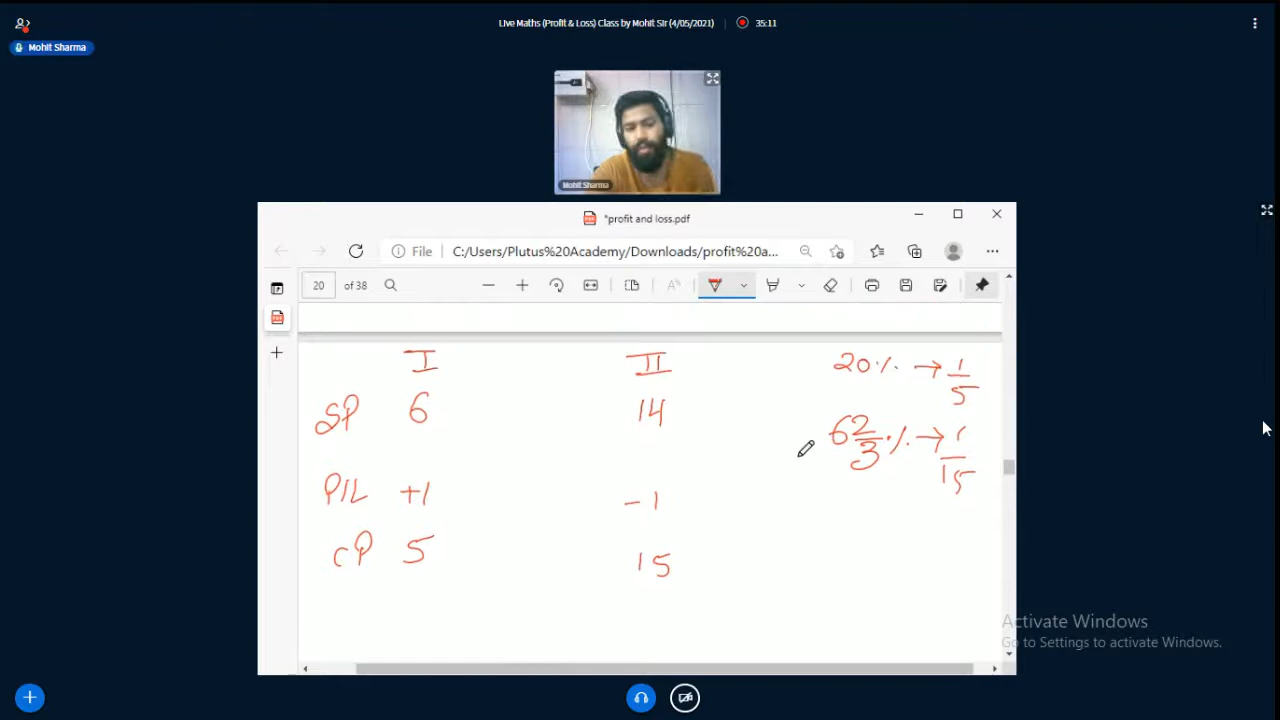 Live Maths (Profit & Loss) Class by Mohit Sir (4/05/2021)
35:11
Mohit Sharma
Mohit Sharma
*profit and loss.pdf
File
C:/Users/Plutus%20Academy/Downloads/profit%20a...
20 of 38
I II 20% → 1/5
SP 6 14
6 2/3 % → 1/15
P/L +1 -1
CP 5 15
Activate Windows
Go to Settings to activate Windows.